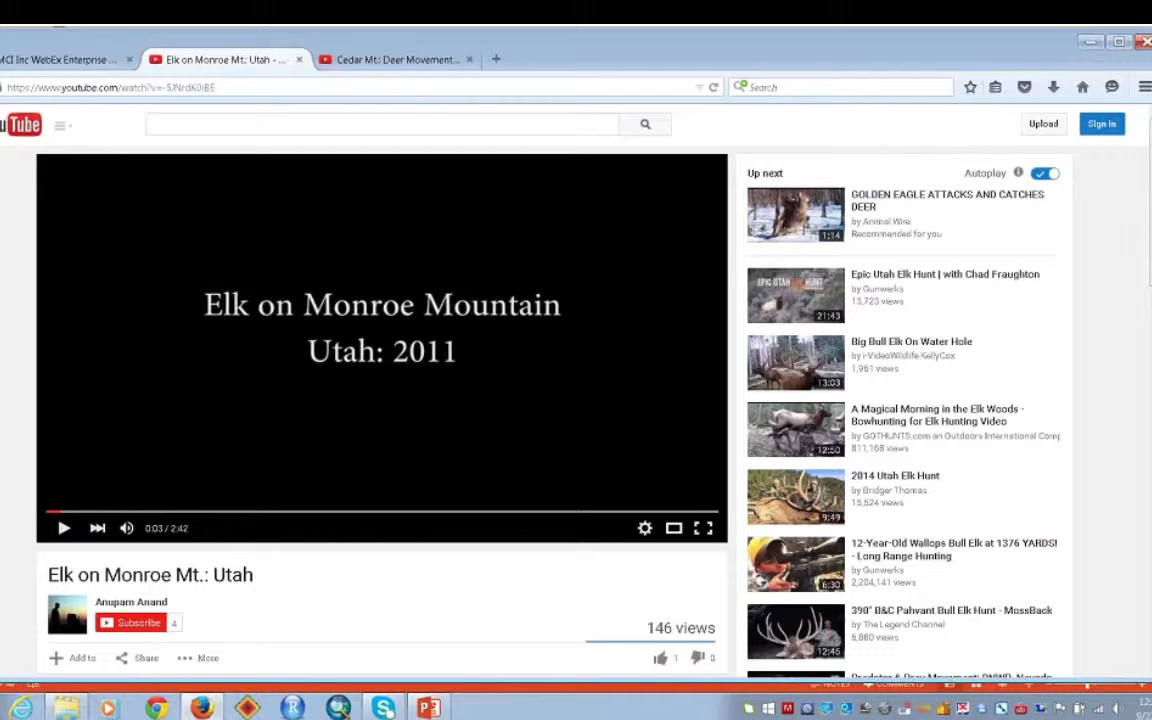 MCI Inc WebEx Enterprise ...
Elk on Monroe Mt.: Utah - ...
Cedar Mt: Deer Movement...
https://www.youtube.com/watch?v=-5JNrdK0iBE
Search
Tube
Upload
Sign in
Elk on Monroe Mountain
Utah: 2011
0:03 / 2:42
Elk on Monroe Mt.: Utah
Anupam Anand
Subscribe
4
146 views
Add to
Share
More
1
0
Up next
Autoplay
GOLDEN EAGLE ATTACKS AND CATCHES
DEER
by Animal Wire
Recommended for you
1:14
Epic Utah Elk Hunt | with Chad Fraughton
by Gunwerks
13,723 views
EPIC UTAH ELK HUNT
21:43
Big Bull Elk On Water Hole
by i-VideoWildlife KellyCox
1,961 views
13:03
A Magical Morning in the Elk Woods -
Bowhunting for Elk Hunting Video
by GOTHUNTS.com an Outdoors International Comp
811,168 views
12:50
2014 Utah Elk Hunt
by Bridger Thomas
15,524 views
9:49
12-Year-Old Wallops Bull Elk at 1376 YARDS!
- Long Range Hunting
by Gunwerks
2,204,141 views
6:30
390" B&C Pahvant Bull Elk Hunt - MossBack
by The Legend Channel
6,880 views
12:45
NOTES
COMMENTS